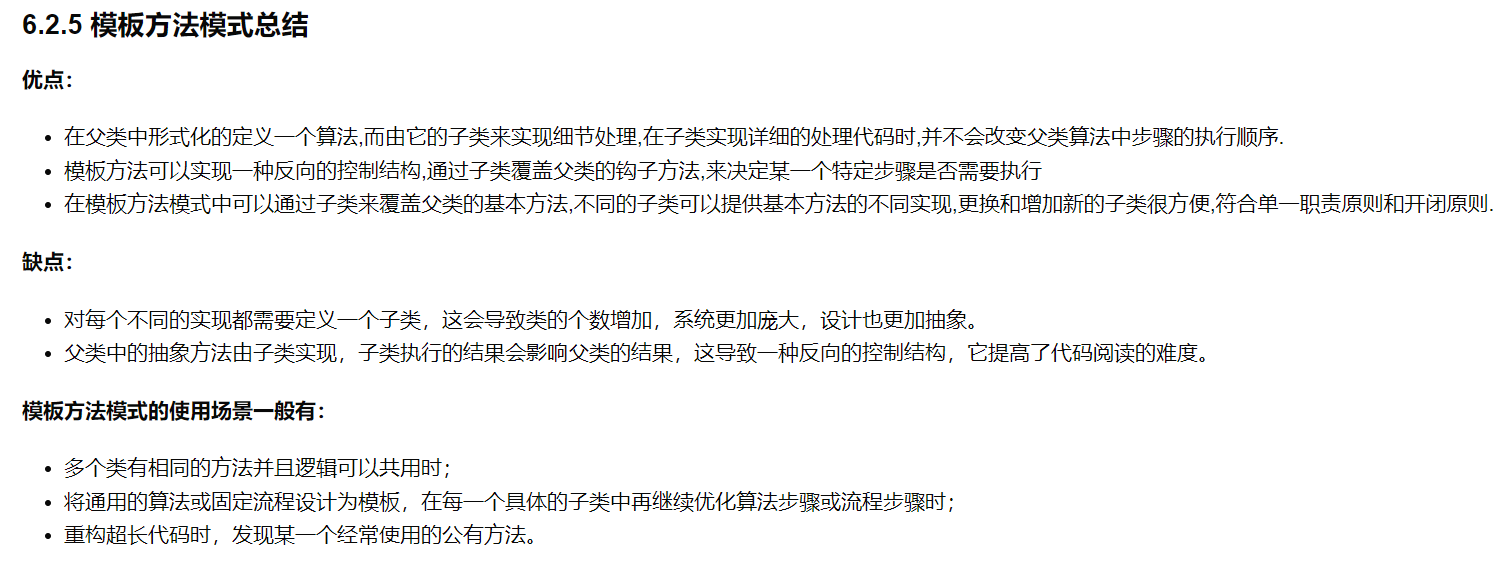 6.2.5 模板方法模式总结
优点：
在父类中形式化的定义一个算法,而由它的子类来实现细节处理,在子类实现详细的处理代码时,并不会改变父类算法中步骤的执行顺序.
模板方法可以实现一种反向的控制结构,通过子类覆盖父类的钩子方法,来决定某一个特定步骤是否需要执行
在模板方法模式中可以通过子类来覆盖父类的基本方法,不同的子类可以提供基本方法的不同实现,更换和增加新的子类很方便,符合单一职责原则和开闭原则.
缺点：
对每个不同的实现都需要定义一个子类，这会导致类的个数增加，系统更加庞大，设计也更加抽象。
父类中的抽象方法由子类实现，子类执行的结果会影响父类的结果，这导致一种反向的控制结构，它提高了代码阅读的难度。
模板方法模式的使用场景一般有：
多个类有相同的方法并且逻辑可以共用时；
将通用的算法或固定流程设计为模板，在每一个具体的子类中再继续优化算法步骤或流程步骤时；
重构超长代码时，发现某一个经常使用的公有方法。